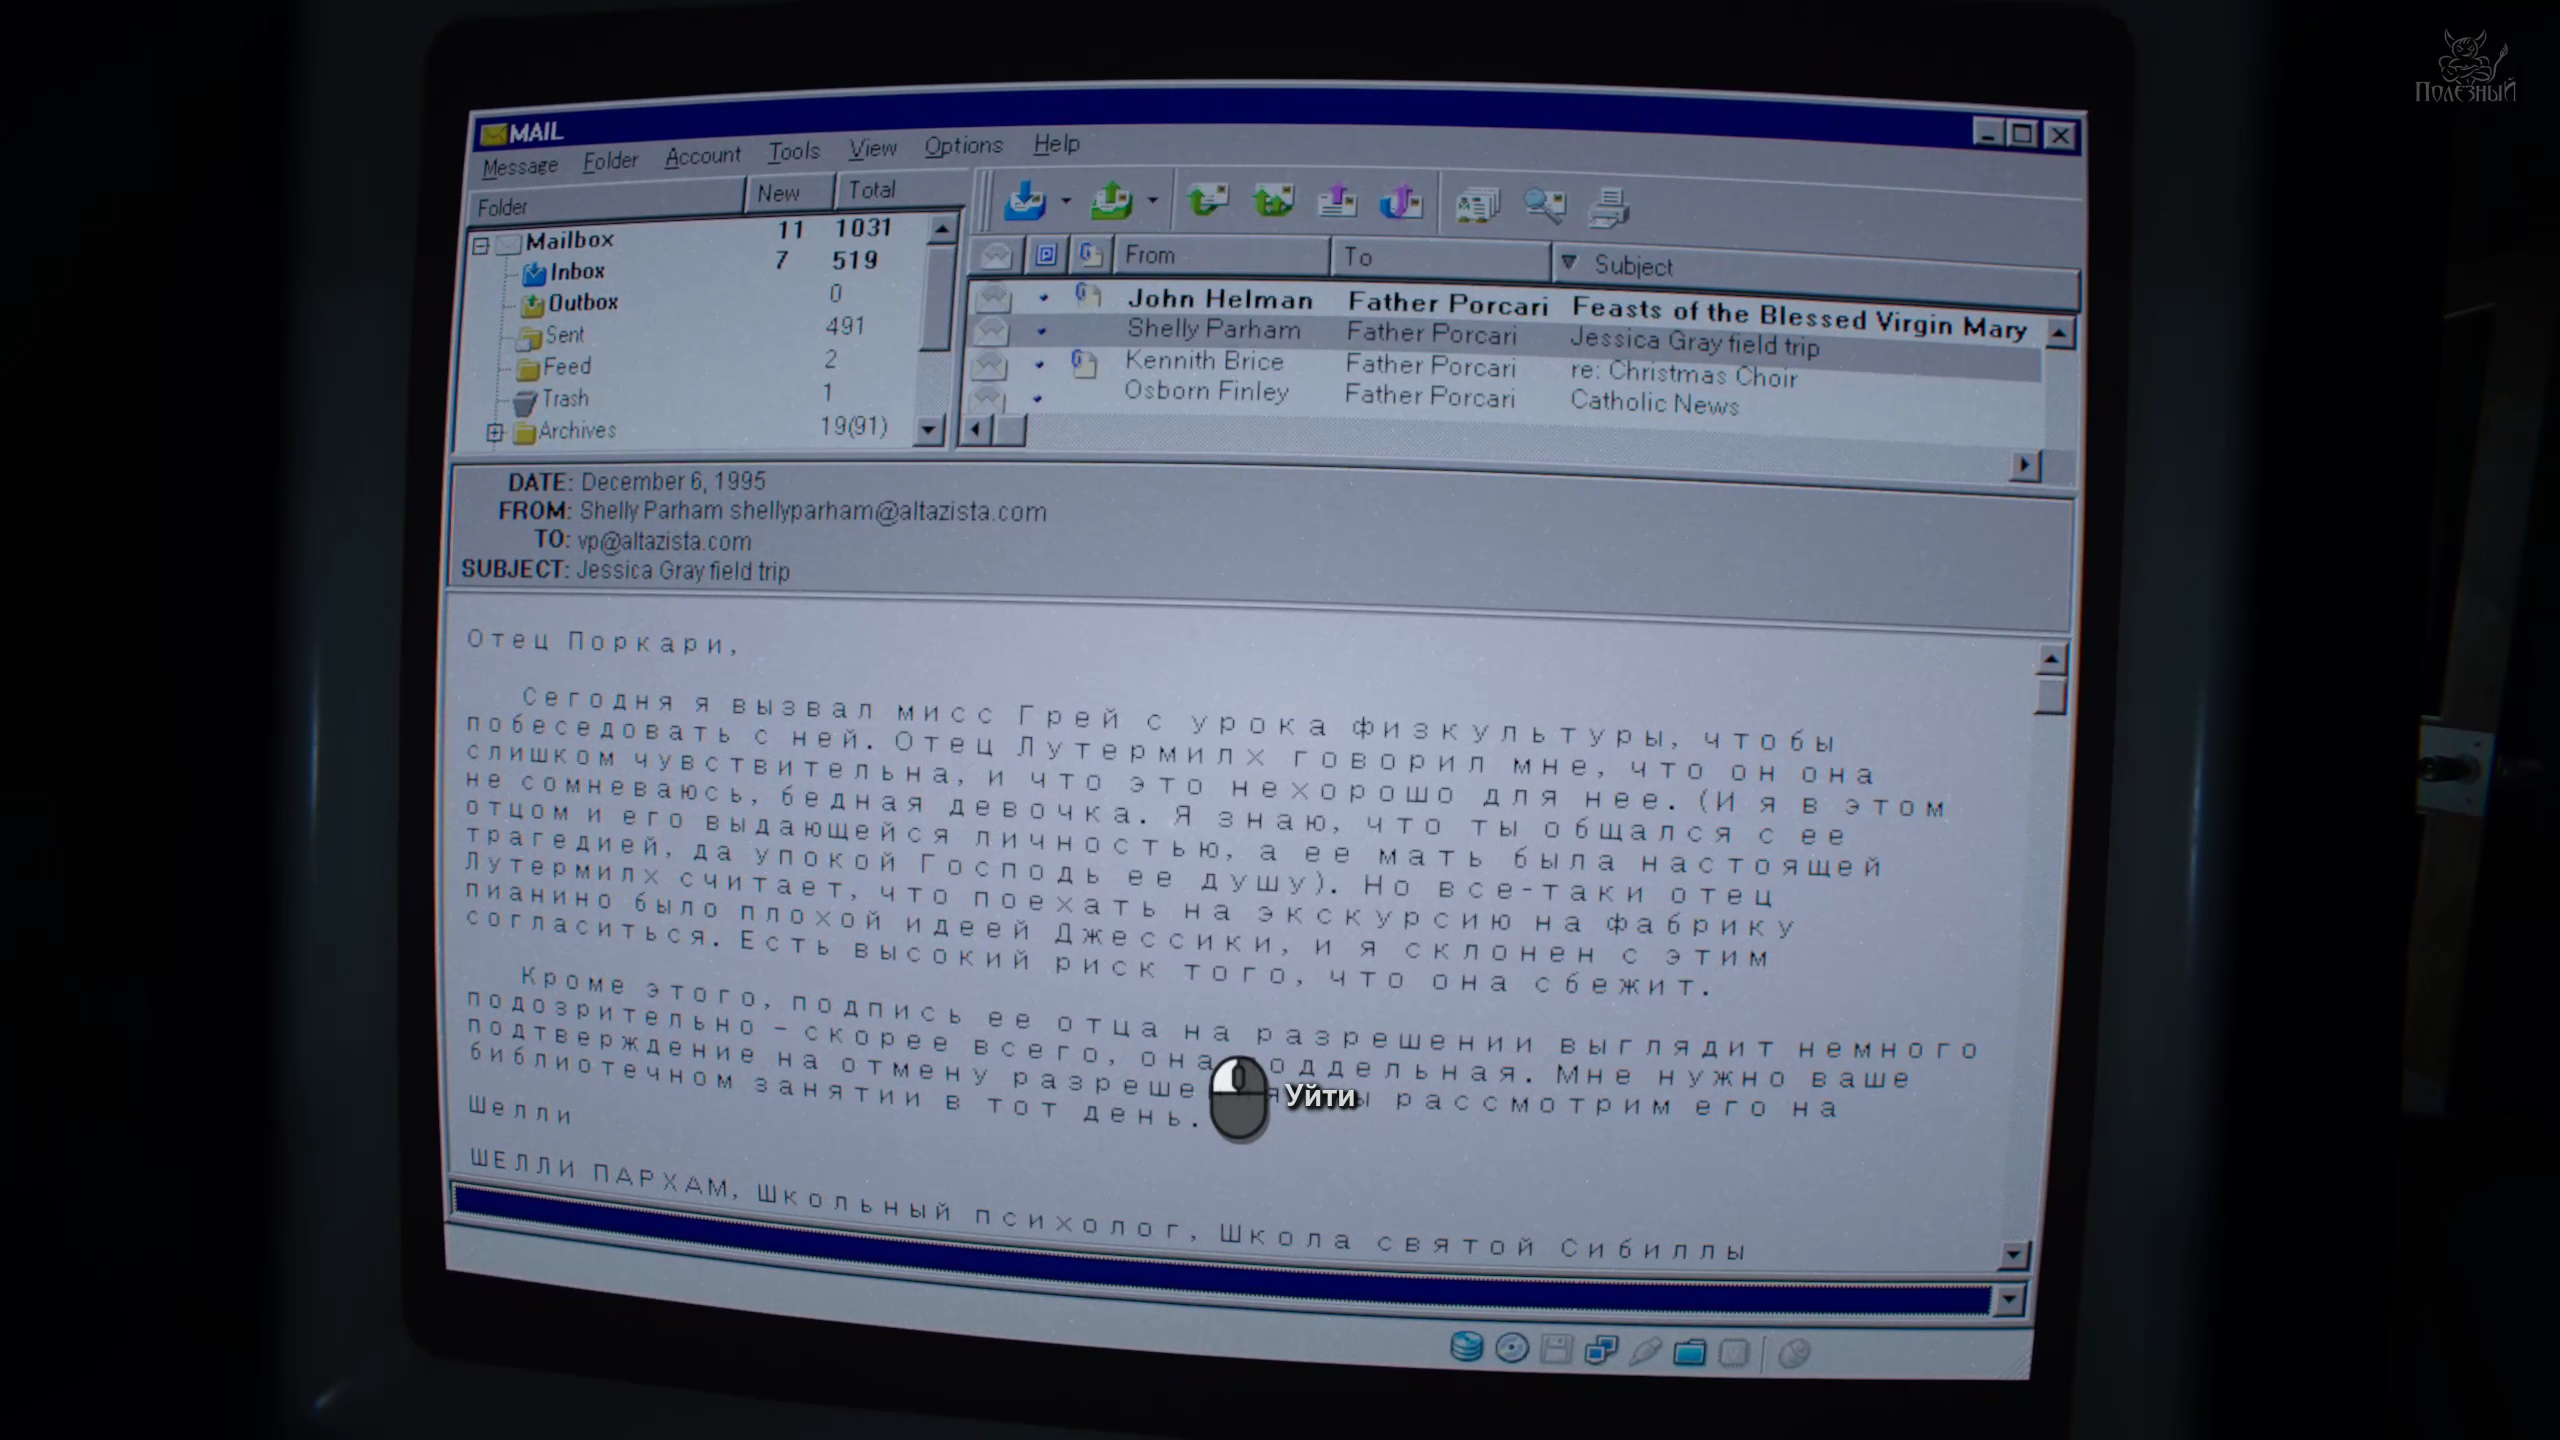 Полезный
MAIL
Message Folder Account Tools View Options Help
Folder New Total
Mailbox 11 1031
Inbox 7 519
Outbox 0
Sent 491
Feed 2
Trash 1
Archives 19(91)
From To Subject
John Helman Father Porcari Feasts of the Blessed Virgin Mary
Shelly Parham Father Porcari Jessica Gray field trip
Kennith Brice Father Porcari re: Christmas Choir
Osborn Finley Father Porcari Catholic News
DATE: December 6, 1995
FROM: Shelly Parham shellyparham@altazista.com
TO: vp@altazista.com
SUBJECT: Jessica Gray field trip
Отец Поркари,
Сегодня я вызвал мисс Грей с урока физкультуры, чтобы
побеседовать с ней. Отец Лутермилх говорил мне, что он она
слишком чувствительна, и что это нехорошо для нее. (И я в этом
не сомневаюсь, бедная девочка. Я знаю, что ты общался с ее
отцом и его выдающейся личностью, а ее мать была настоящей
трагедией, да упокой Господь ее душу). Но все-таки отец
Лутермилх считает, что поехать на экскурсию на фабрику
пианино было плохой идеей Джессики, и я склонен с этим
согласиться. Есть высокий риск того, что она сбежит.
Кроме этого, подпись ее отца на разрешении выглядит немного
подозрительно – скорее всего, она оддельная. Мне нужно ваше
подтверждение на отмену разреше я ы рассмотрим его на
библиотечном занятии в тот день.
Уйти
Шелли
ШЕЛЛИ ПАРХАМ, Школьный психолог, Школа святой Сибиллы